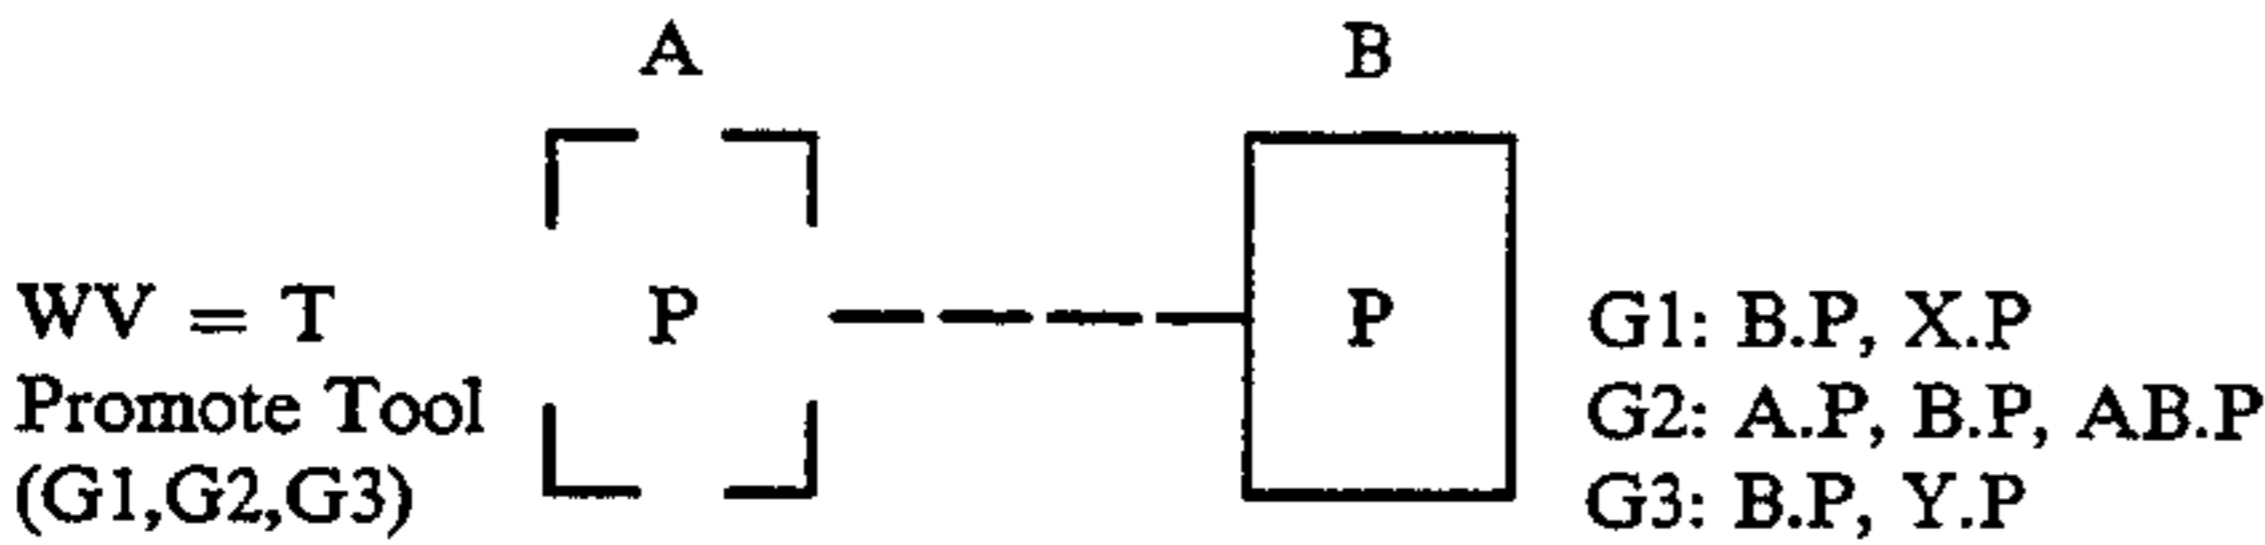 A
B
WV = T
Promote Tool
(G1,G2,G3)
P
P
G1: B.P, X.P
G2: A.P, B.P, AB.P
G3: B.P, Y.P